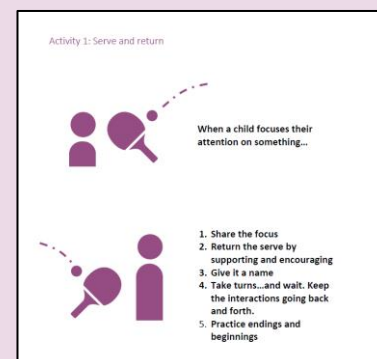 Activity 1: Serve and return
When a child focuses their
attention on something...
1. Share the focus
2. Return the serve by
supporting and encouraging
3. Give it a name
4. Take turns...and wait. Keep
the interactions going back
and forth.
5. Practice endings and
beginnings